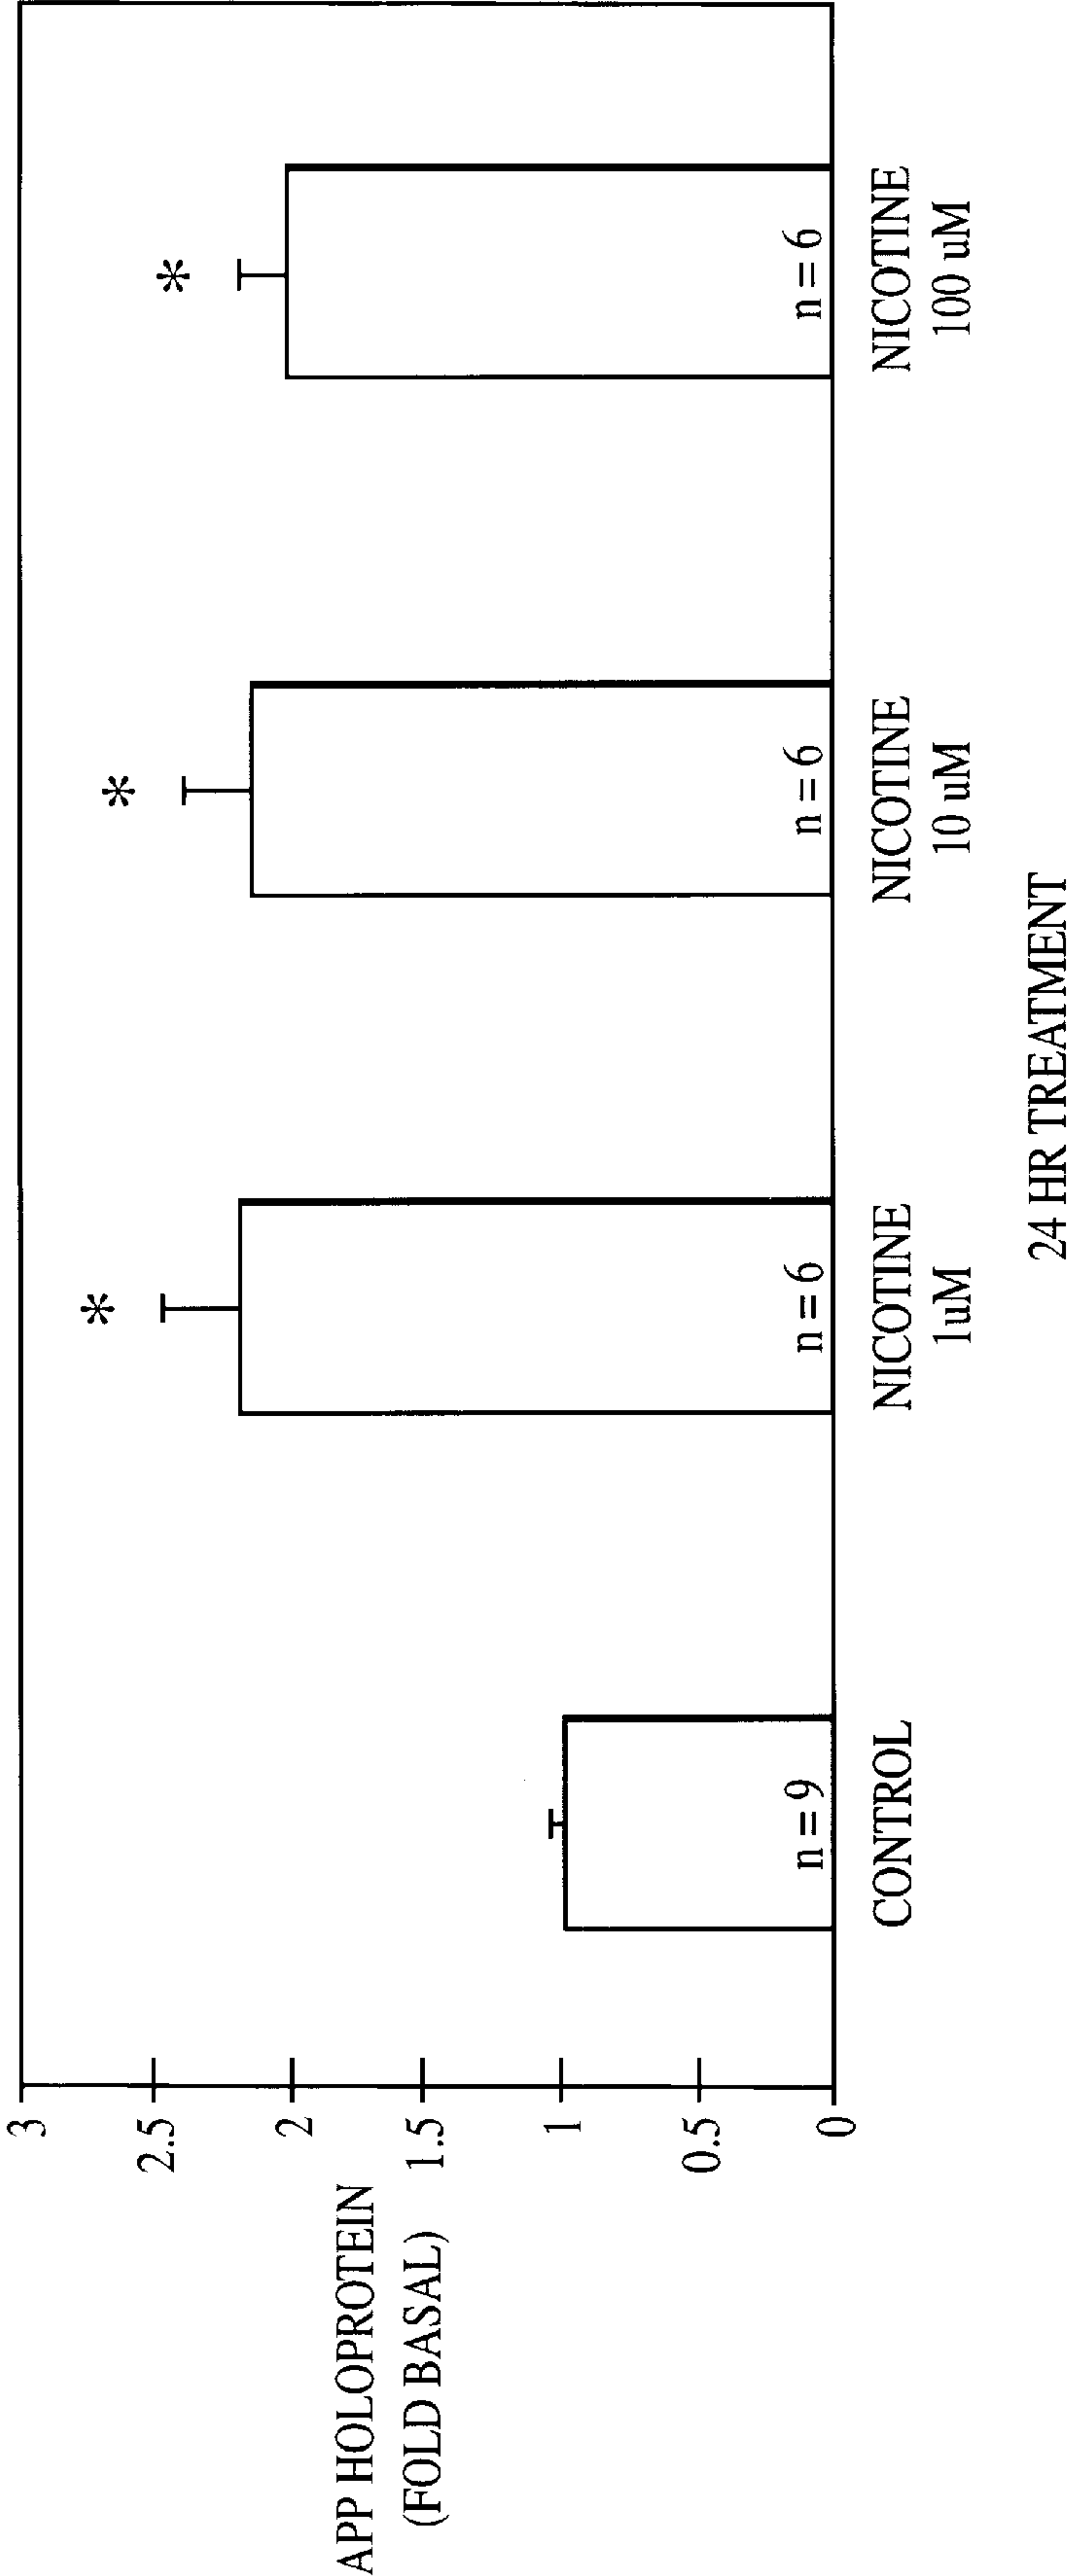 APP HOLOPROTEIN
(FOLD BASAL)
3
2.5
2
1.5
1
0.5
0
*
*
*
n = 9
n = 6
n = 6
n = 6
CONTROL
NICOTINE
1uM
NICOTINE
10 uM
NICOTINE
100 uM
24 HR TREATMENT